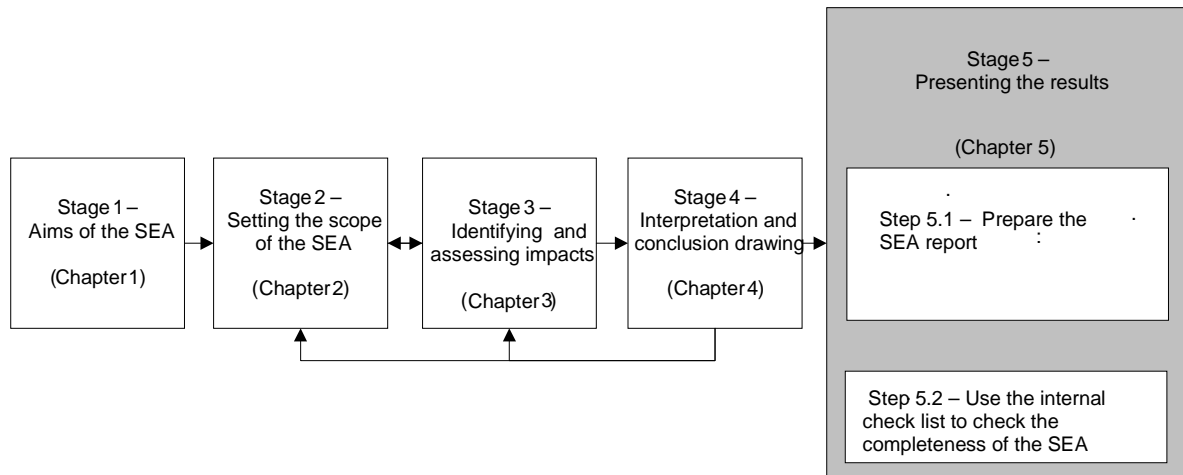 Stage 1 –
Aims of the SEA
(Chapter 1)
Stage 2 –
Setting the scope
of the SEA
(Chapter 2)
Stage 3 –
Identifying and
assessing impacts
(Chapter 3)
Stage 4 –
Interpretation and
conclusion drawing
(Chapter 4)
Stage 5 –
Presenting the results
(Chapter 5)
Step 5.1 – Prepare the
SEA report
Step 5.2 – Use the internal
check list to check the
completeness of the SEA